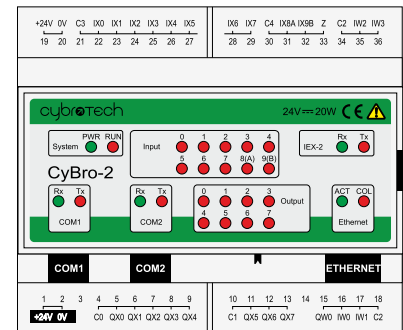 +24V 0V C3 IX0 IX1 IX2 IX3 IX4 IX5 IX6 IX7 C4 IX8A IX9B Z C2 IW2 IW3
19 20 21 22 23 24 25 26 27 28 29 30 31 32 33 34 35 36
cybrotech 24V 20W CE
PWR RUN 0 1 2 3 4 Rx Tx
System Input IEX-2
5 6 7 8(A) 9(B)
CyBro-2
Rx Tx Rx Tx 0 1 2 3 Output ACT COL
COM1 COM2 4 5 6 7 Ethernet
COM1 COM2 ETHERNET
1 2 3 4 5 6 7 8 9 10 11 12 13 14 15 16 17 18
+24V 0V C0 QX0 QX1 QX2 QX3 QX4 C1 QX5 QX6 QX7 QW0 IW0 IW1 C2